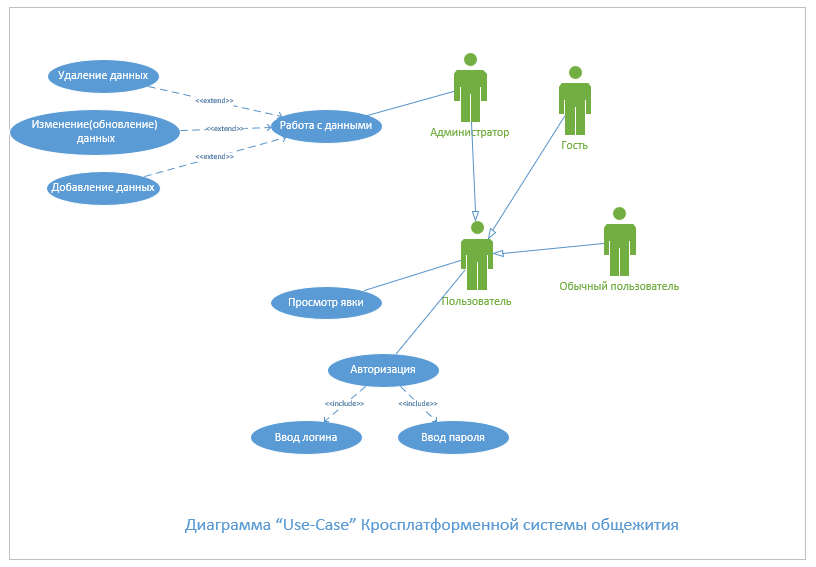 Удаление данных
<<extend>>
Администратор
Гость
Изменение(обновление)
данных
<<extend>>
Работа с данными
<<extend>>
Добавление данных
Обычный пользователь
Просмотр явки
Пользователь
Авторизация
<<include>>
<<include>>
Ввод логина
Ввод пароля
Диаграмма “Use-Case” Кросплатформенной системы общежития